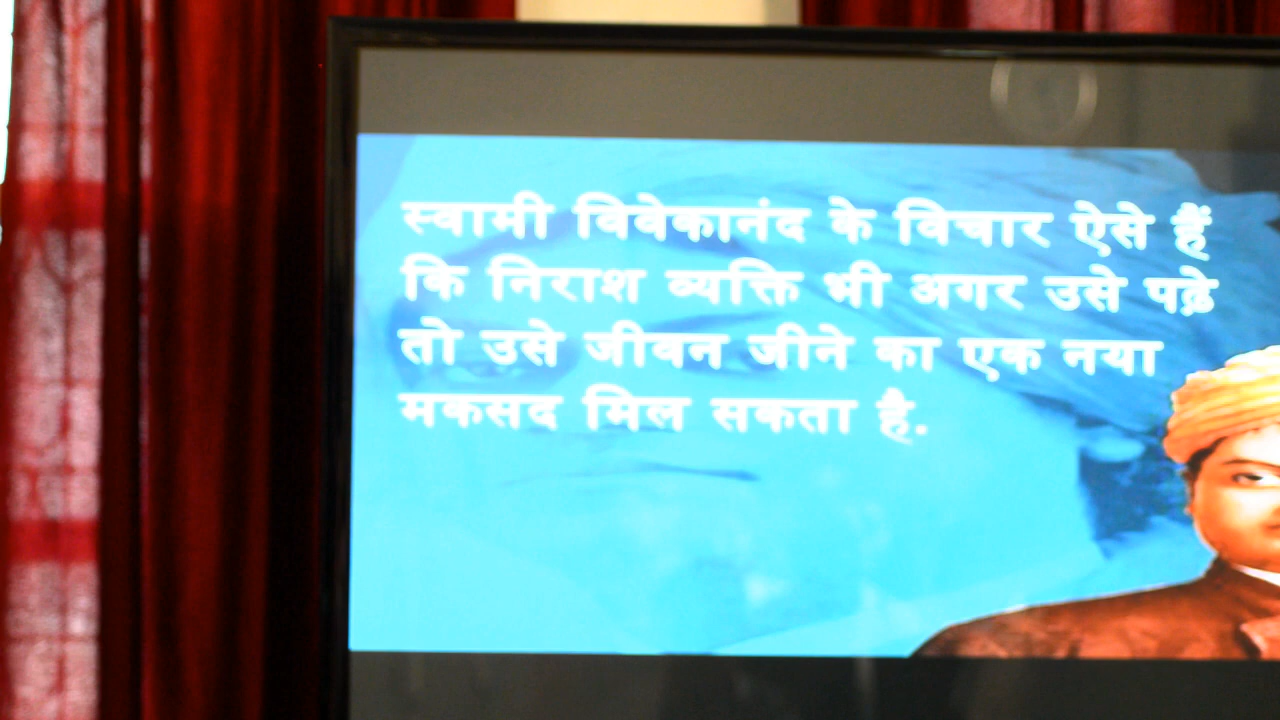 स्वामी विवेकानंद के विचार ऐसे हैं
कि निराश व्यक्ति भी अगर उसे पढ़े
तो उसे जीवन जीने का एक नया
मकसद मिल सकता है.